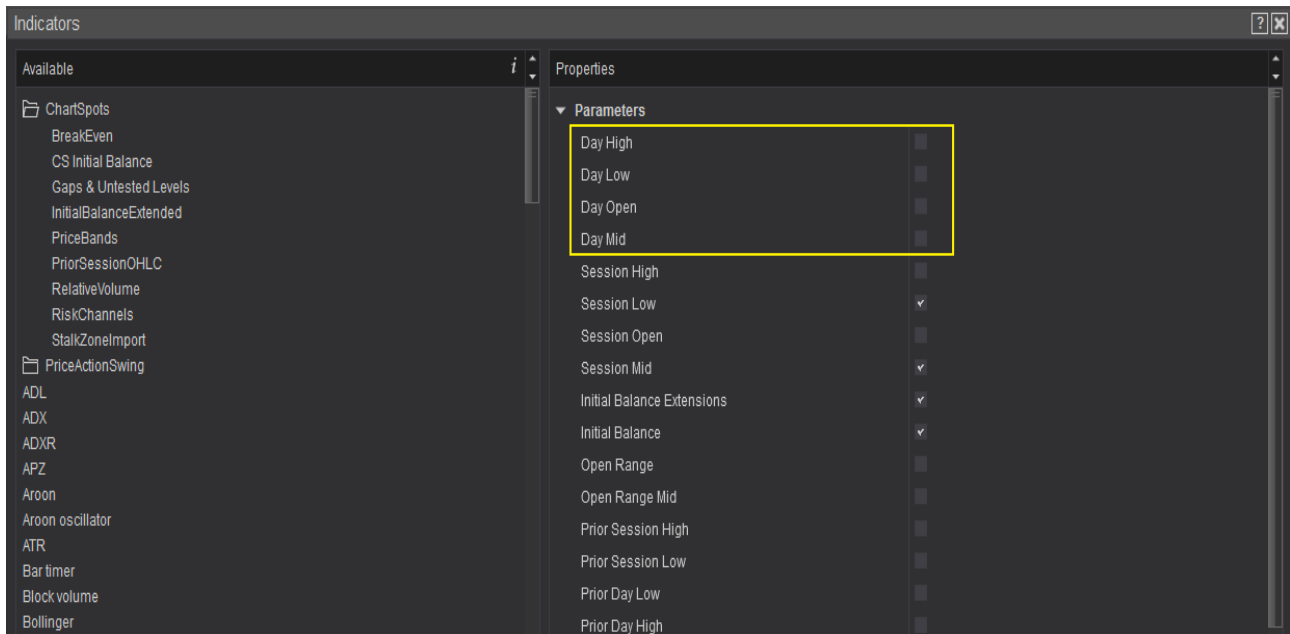 Indicators
?
Available
i
ChartSpots
BreakEven
CS Initial Balance
Gaps & Untested Levels
InitialBalanceExtended
PriceBands
PriorSessionOHLC
RelativeVolume
RiskChannels
StalkZoneImport
PriceActionSwing
ADL
ADX
ADXR
APZ
Aroon
Aroon oscillator
ATR
Bar timer
Block volume
Bollinger
Properties
Parameters
Day High
Day Low
Day Open
Day Mid
Session High
Session Low
Session Open
Session Mid
Initial Balance Extensions
Initial Balance
Open Range
Open Range Mid
Prior Session High
Prior Session Low
Prior Day Low
Prior Day High